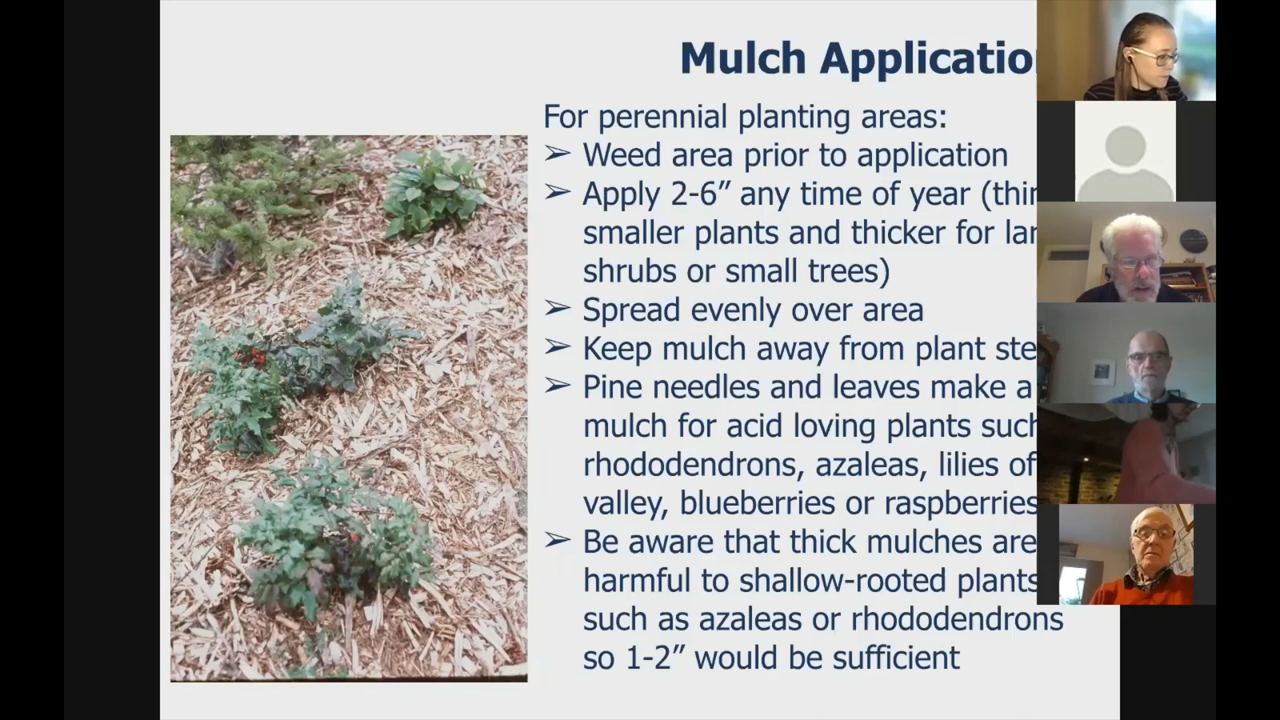 Mulch Applicatio
For perennial planting areas:
➢ Weed area prior to application
➢ Apply 2-6” any time of year (thin
smaller plants and thicker for lar
shrubs or small trees)
➢ Spread evenly over area
➢ Keep mulch away from plant ste
➢ Pine needles and leaves make a
mulch for acid loving plants such
rhododendrons, azaleas, lilies of
valley, blueberries or raspberries
➢ Be aware that thick mulches are
harmful to shallow-rooted plants
such as azaleas or rhododendrons
so 1-2” would be sufficient